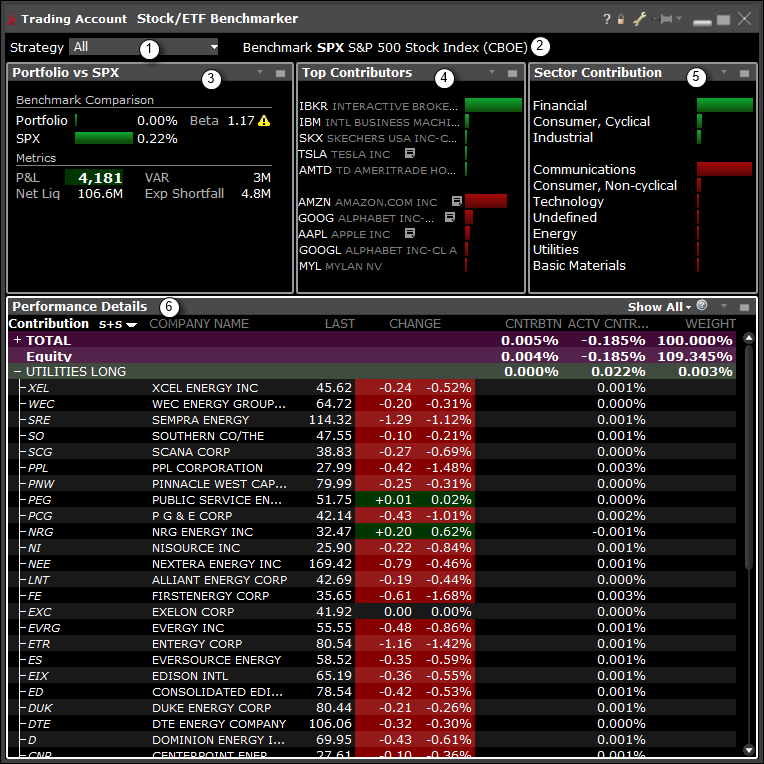 Trading Account Stock/ETF Benchmarker ?
Strategy All 1 Benchmark SPX S&P 500 Stock Index (CBOE) 2
Portfolio vs SPX 3
Benchmark Comparison
Portfolio 0.00% Beta 1.17
SPX 0.22%
Metrics
P&L 4,181 VAR 3M
Net Liq 106.6M Exp Shortfall 4.8M
Top Contributors 4
IBKR INTERACTIVE BROKE...
IBM INTL BUSINESS MACHI...
SKX SKECHERS USA INC-C...
TSLA TESLA INC
AMTD TD AMERITRADE HO...
AMZN AMAZON.COM INC
GOOG ALPHABET INC-...
AAPL APPLE INC
GOOGL ALPHABET INC-CL A
MYL MYLAN NV
Sector Contribution 5
Financial
Consumer, Cyclical
Industrial
Communications
Consumer, Non-cyclical
Technology
Undefined
Energy
Utilities
Basic Materials
Performance Details 6 Show All ?
Contribution S+S COMPANY NAME LAST CHANGE CNTRBTN ACTV CNTR... WEIGHT
+ TOTAL 0.005% -0.185% 100.000%
Equity 0.004% -0.185% 109.345%
− UTILITIES LONG 0.000% 0.022% 0.003%
XEL XCEL ENERGY INC 45.62 -0.24 -0.52% 0.001%
WEC WEC ENERGY GROUP... 64.72 -0.20 -0.31% 0.000%
SRE SEMPRA ENERGY 114.32 -1.29 -1.12% 0.001%
SO SOUTHERN CO/THE 47.55 -0.10 -0.21% 0.000%
SCG SCANA CORP 38.83 -0.27 -0.69% 0.000%
PPL PPL CORPORATION 27.99 -0.42 -1.48% 0.003%
PNW PINNACLE WEST CAP... 79.99 -0.25 -0.31% 0.000%
PEG PUBLIC SERVICE EN... 51.75 +0.01 0.02% 0.000%
PCG P G & E CORP 42.14 -0.43 -1.01% 0.002%
NRG NRG ENERGY INC 32.47 +0.20 0.62% -0.001%
NI NISOURCE INC 25.90 -0.22 -0.84% 0.001%
NEE NEXTERA ENERGY INC 169.42 -0.79 -0.46% 0.001%
LNT ALLIANT ENERGY CORP 42.69 -0.19 -0.44% 0.000%
FE FIRSTENERGY CORP 35.65 -0.61 -1.68% 0.003%
EXC EXELON CORP 41.92 0.00 0.00% 0.000%
EVRG EVERGY INC 55.55 -0.48 -0.86% 0.001%
ETR ENTERGY CORP 80.54 -1.16 -1.42% 0.001%
ES EVERSOURCE ENERGY 58.52 -0.35 -0.59% 0.001%
EIX EDISON INTL 65.19 -0.36 -0.55% 0.001%
ED CONSOLIDATED EDI... 78.54 -0.42 -0.53% 0.001%
DUK DUKE ENERGY CORP 80.44 -0.21 -0.26% 0.001%
DTE DTE ENERGY COMPANY 106.06 -0.32 -0.30% 0.000%
D DOMINION ENERGY I... 69.95 -0.43 -0.61% 0.001%
CNP CENTERPOINT ENER... 27.61 -0.10 -0.36% 0.000%